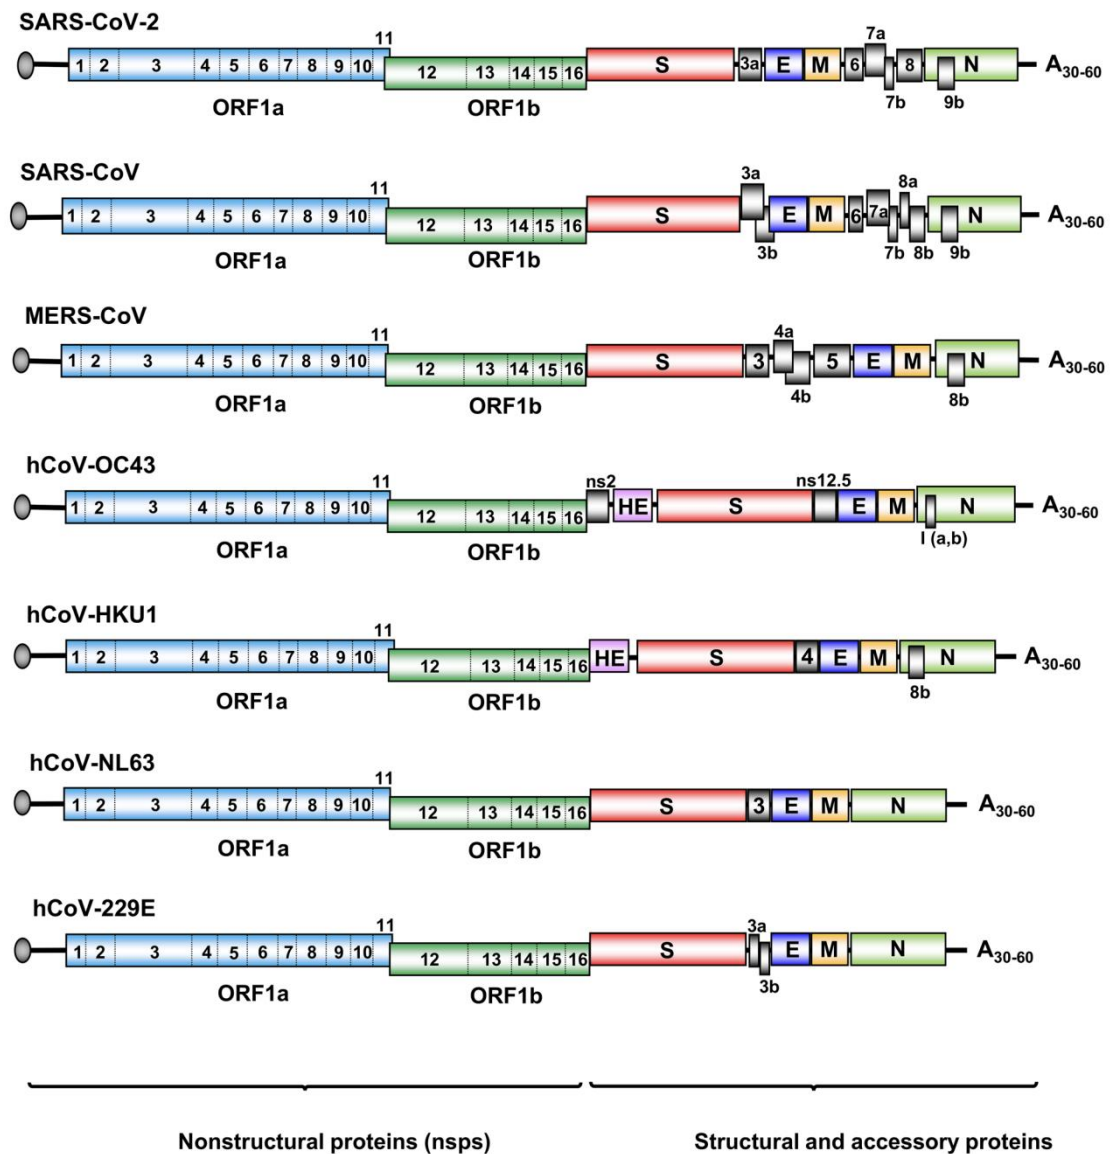 SARS-CoV-2
11 7a
1 2 3 4 5 6 7 8 9 10 12 13 14 15 16 S 3a E M 6 8 N A30-60
ORF1a ORF1b 7b 9b
SARS-CoV
11 3a 8a
1 2 3 4 5 6 7 8 9 10 12 13 14 15 16 S E M 6 7a N A30-60
ORF1a ORF1b 3b 7b 8b 9b
MERS-CoV
11 4a
1 2 3 4 5 6 7 8 9 10 12 13 14 15 16 S 3 5 E M N A30-60
ORF1a ORF1b 4b 8b
hCoV-OC43
11 ns2 ns12.5
1 2 3 4 5 6 7 8 9 10 12 13 14 15 16 HE S E M N A30-60
ORF1a ORF1b I (a,b)
hCoV-HKU1
11
1 2 3 4 5 6 7 8 9 10 12 13 14 15 16 HE S 4 E M N A30-60
ORF1a ORF1b 8b
hCoV-NL63
11
1 2 3 4 5 6 7 8 9 10 12 13 14 15 16 S 3 E M N A30-60
ORF1a ORF1b
hCoV-229E
11 3a
1 2 3 4 5 6 7 8 9 10 12 13 14 15 16 S E M N A30-60
ORF1a ORF1b 3b
Nonstructural proteins (nsps) Structural and accessory proteins